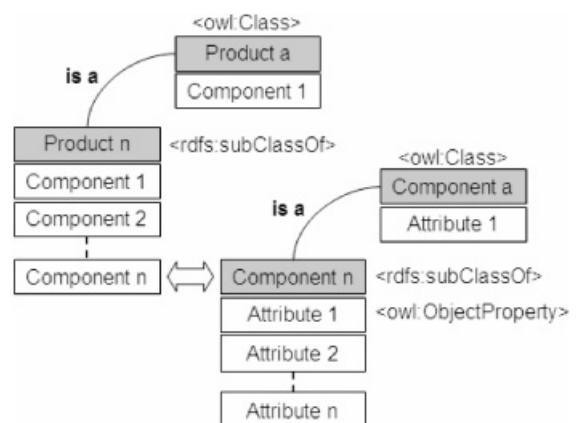 <owl:Class>
Product a
is a
Component 1
Product n
<rdfs:subClassOf>
Component 1
<owl:Class>
Component a
Component 2
is a
Attribute 1
Component n
Component n
<rdfs:subClassOf>
Attribute 1
<owl:ObjectProperty>
Attribute 2
Attribute n